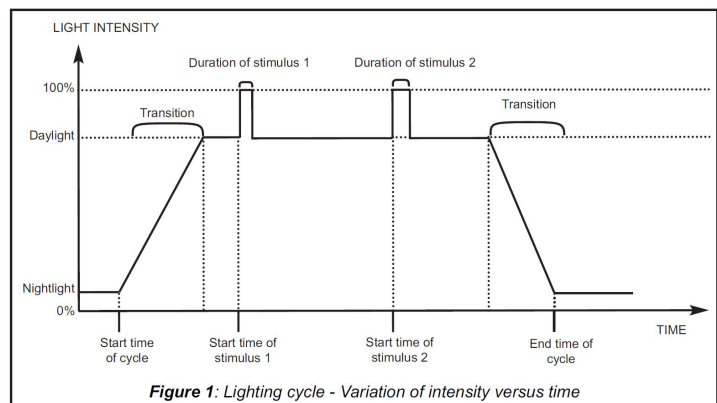 LIGHT INTENSITY
Duration of stimulus 1
Duration of stimulus 2
100%
Transition
Transition
Daylight
Nightlight
0%
TIME
Start time
of cycle
Start time of
stimulus 1
Start time of
stimulus 2
End time of
cycle
Figure 1: Lighting cycle - Variation of intensity versus time